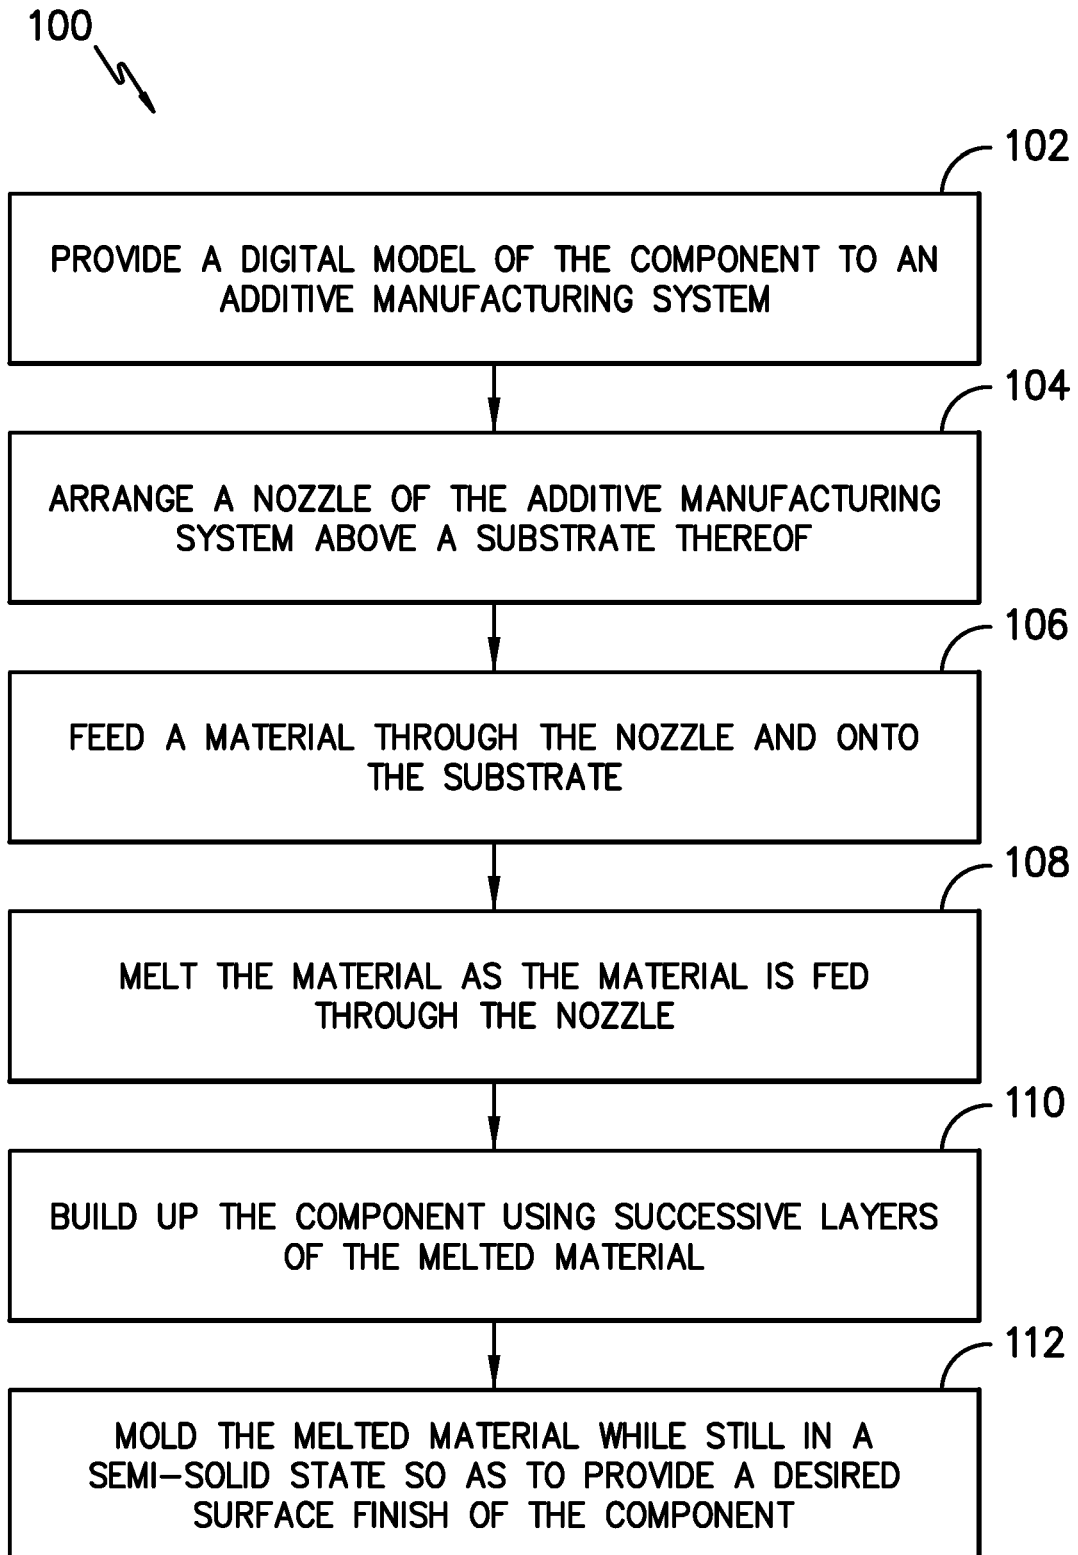 100
102
PROVIDE A DIGITAL MODEL OF THE COMPONENT TO AN
ADDITIVE MANUFACTURING SYSTEM
104
ARRANGE A NOZZLE OF THE ADDITIVE MANUFACTURING
SYSTEM ABOVE A SUBSTRATE THEREOF
106
FEED A MATERIAL THROUGH THE NOZZLE AND ONTO
THE SUBSTRATE
108
MELT THE MATERIAL AS THE MATERIAL IS FED
THROUGH THE NOZZLE
110
BUILD UP THE COMPONENT USING SUCCESSIVE LAYERS
OF THE MELTED MATERIAL
112
MOLD THE MELTED MATERIAL WHILE STILL IN A
SEMI-SOLID STATE SO AS TO PROVIDE A DESIRED
SURFACE FINISH OF THE COMPONENT